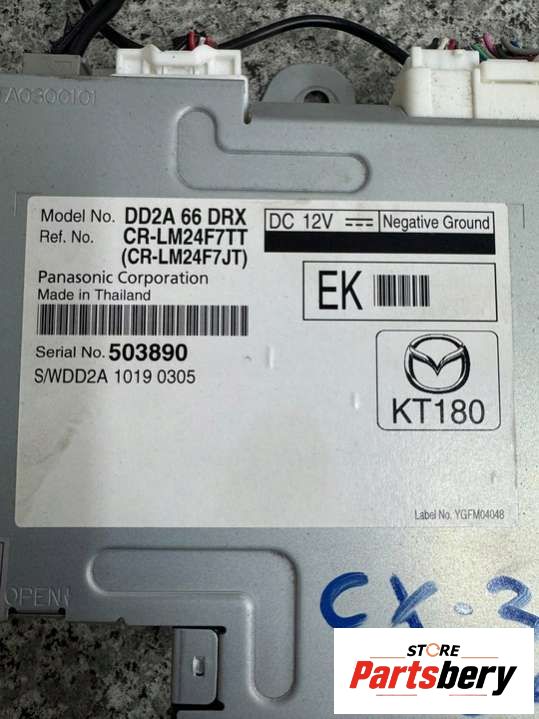 A0300101
Model No. DD2A 66 DRX
Ref. No. CR-LM24F7TT
(CR-LM24F7JT)
Panasonic Corporation
Made in Thailand
Serial No. 503890
S/WDD2A 1019 0305
DC 12V Negative Ground
EK
KT180
Label No. YGFM04048
OPEN
CX-3
STORE
Partsbery